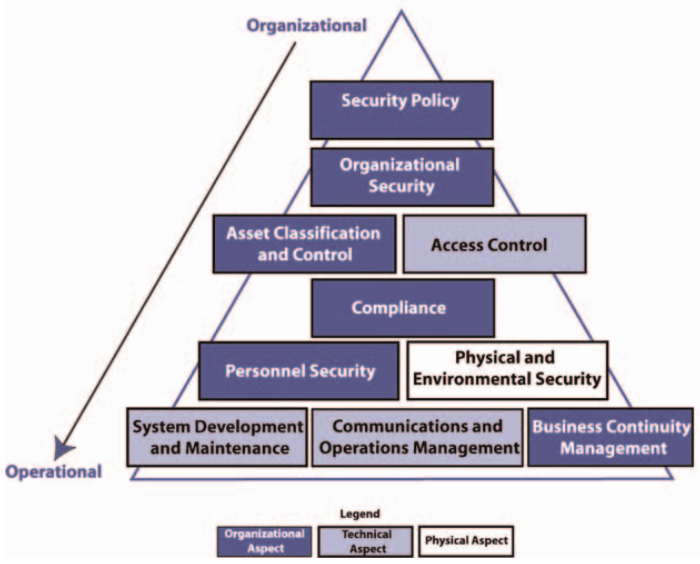 Organizational
Security Policy
Organizational
Security
Asset Classification
and Control
Access Control
Compliance
Personnel Security
Physical and
Environmental Security
System Development
and Maintenance
Communications and
Operations Management
Business Continuity
Management
Operational
Legend
Organizational
Aspect
Technical
Aspect
Physical Aspect